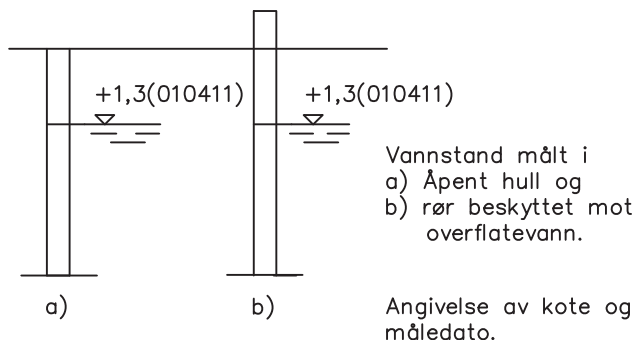 +1,3(010411)
+1,3(010411)
Vannstand målt i
a) Åpent hull og
b) rør beskyttet mot
overflatevann.
a)
b)
Angivelse av kote og
måledato.